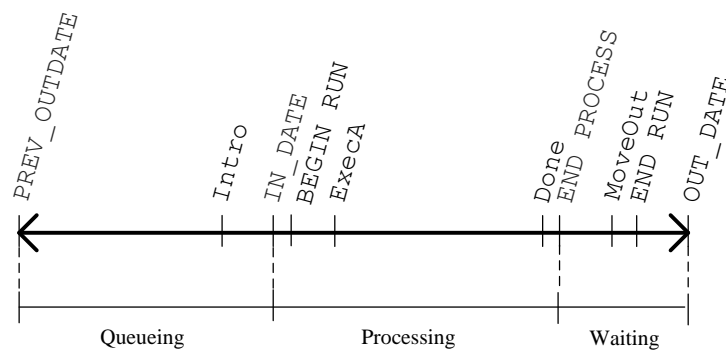 PREV_OUTDATE
Intro
IN_DATE
BEGIN RUN
ExecA
Done
END PROCESS
MoveOut
END RUN
OUT_DATE
Queueing
Processing
Waiting